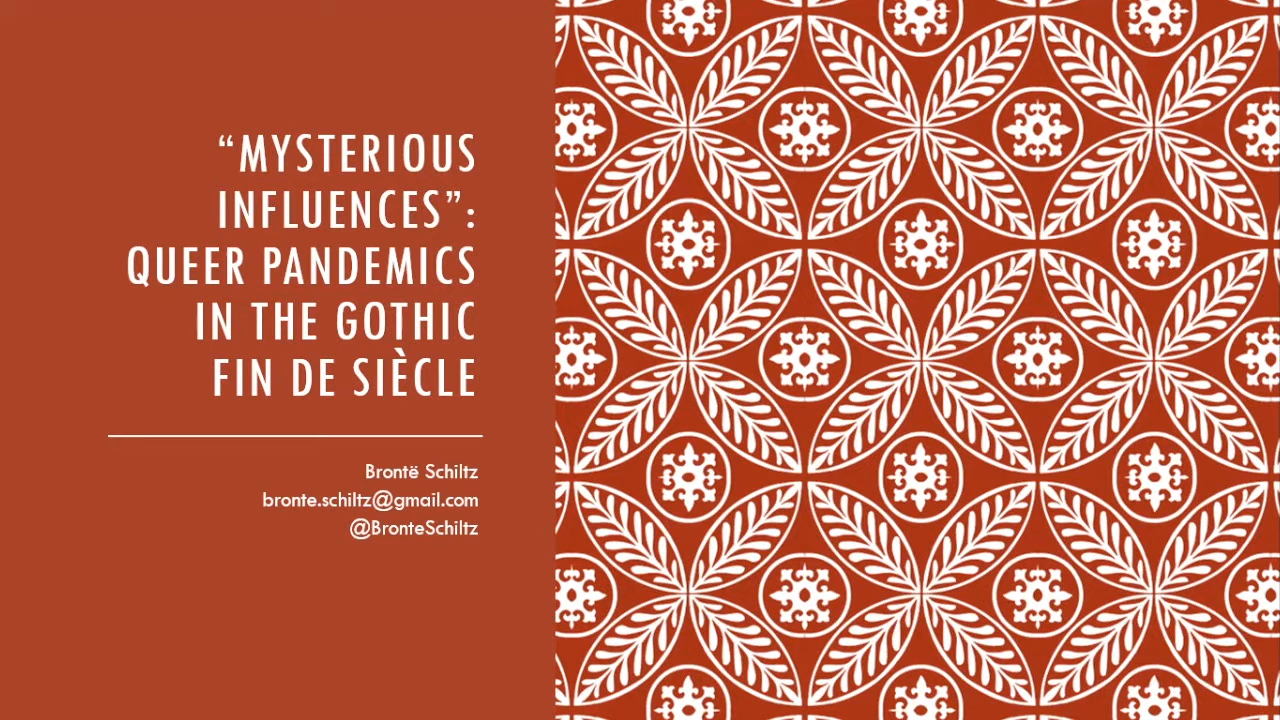 “MYSTERIOUS
INFLUENCES”:
QUEER PANDEMICS
IN THE GOTHIC
FIN DE SIÈCLE
Brontë Schiltz
bronte.schiltz@gmail.com
@BronteSchiltz